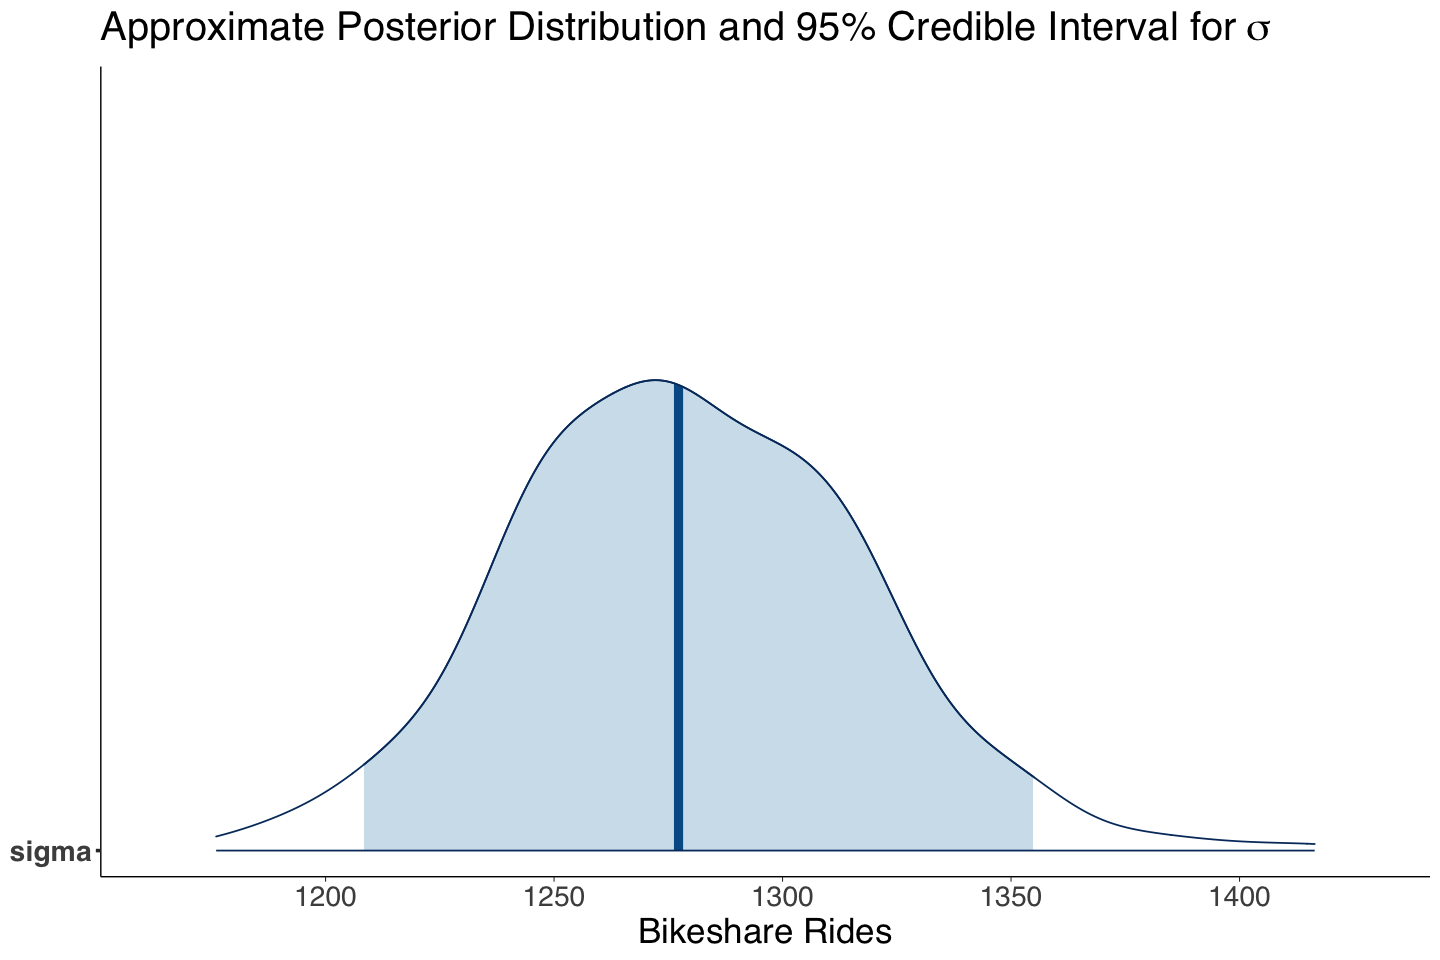 Approximate Posterior Distribution and 95% Credible Interval for σ
sigma
1200 1250 1300 1350 1400
Bikeshare Rides